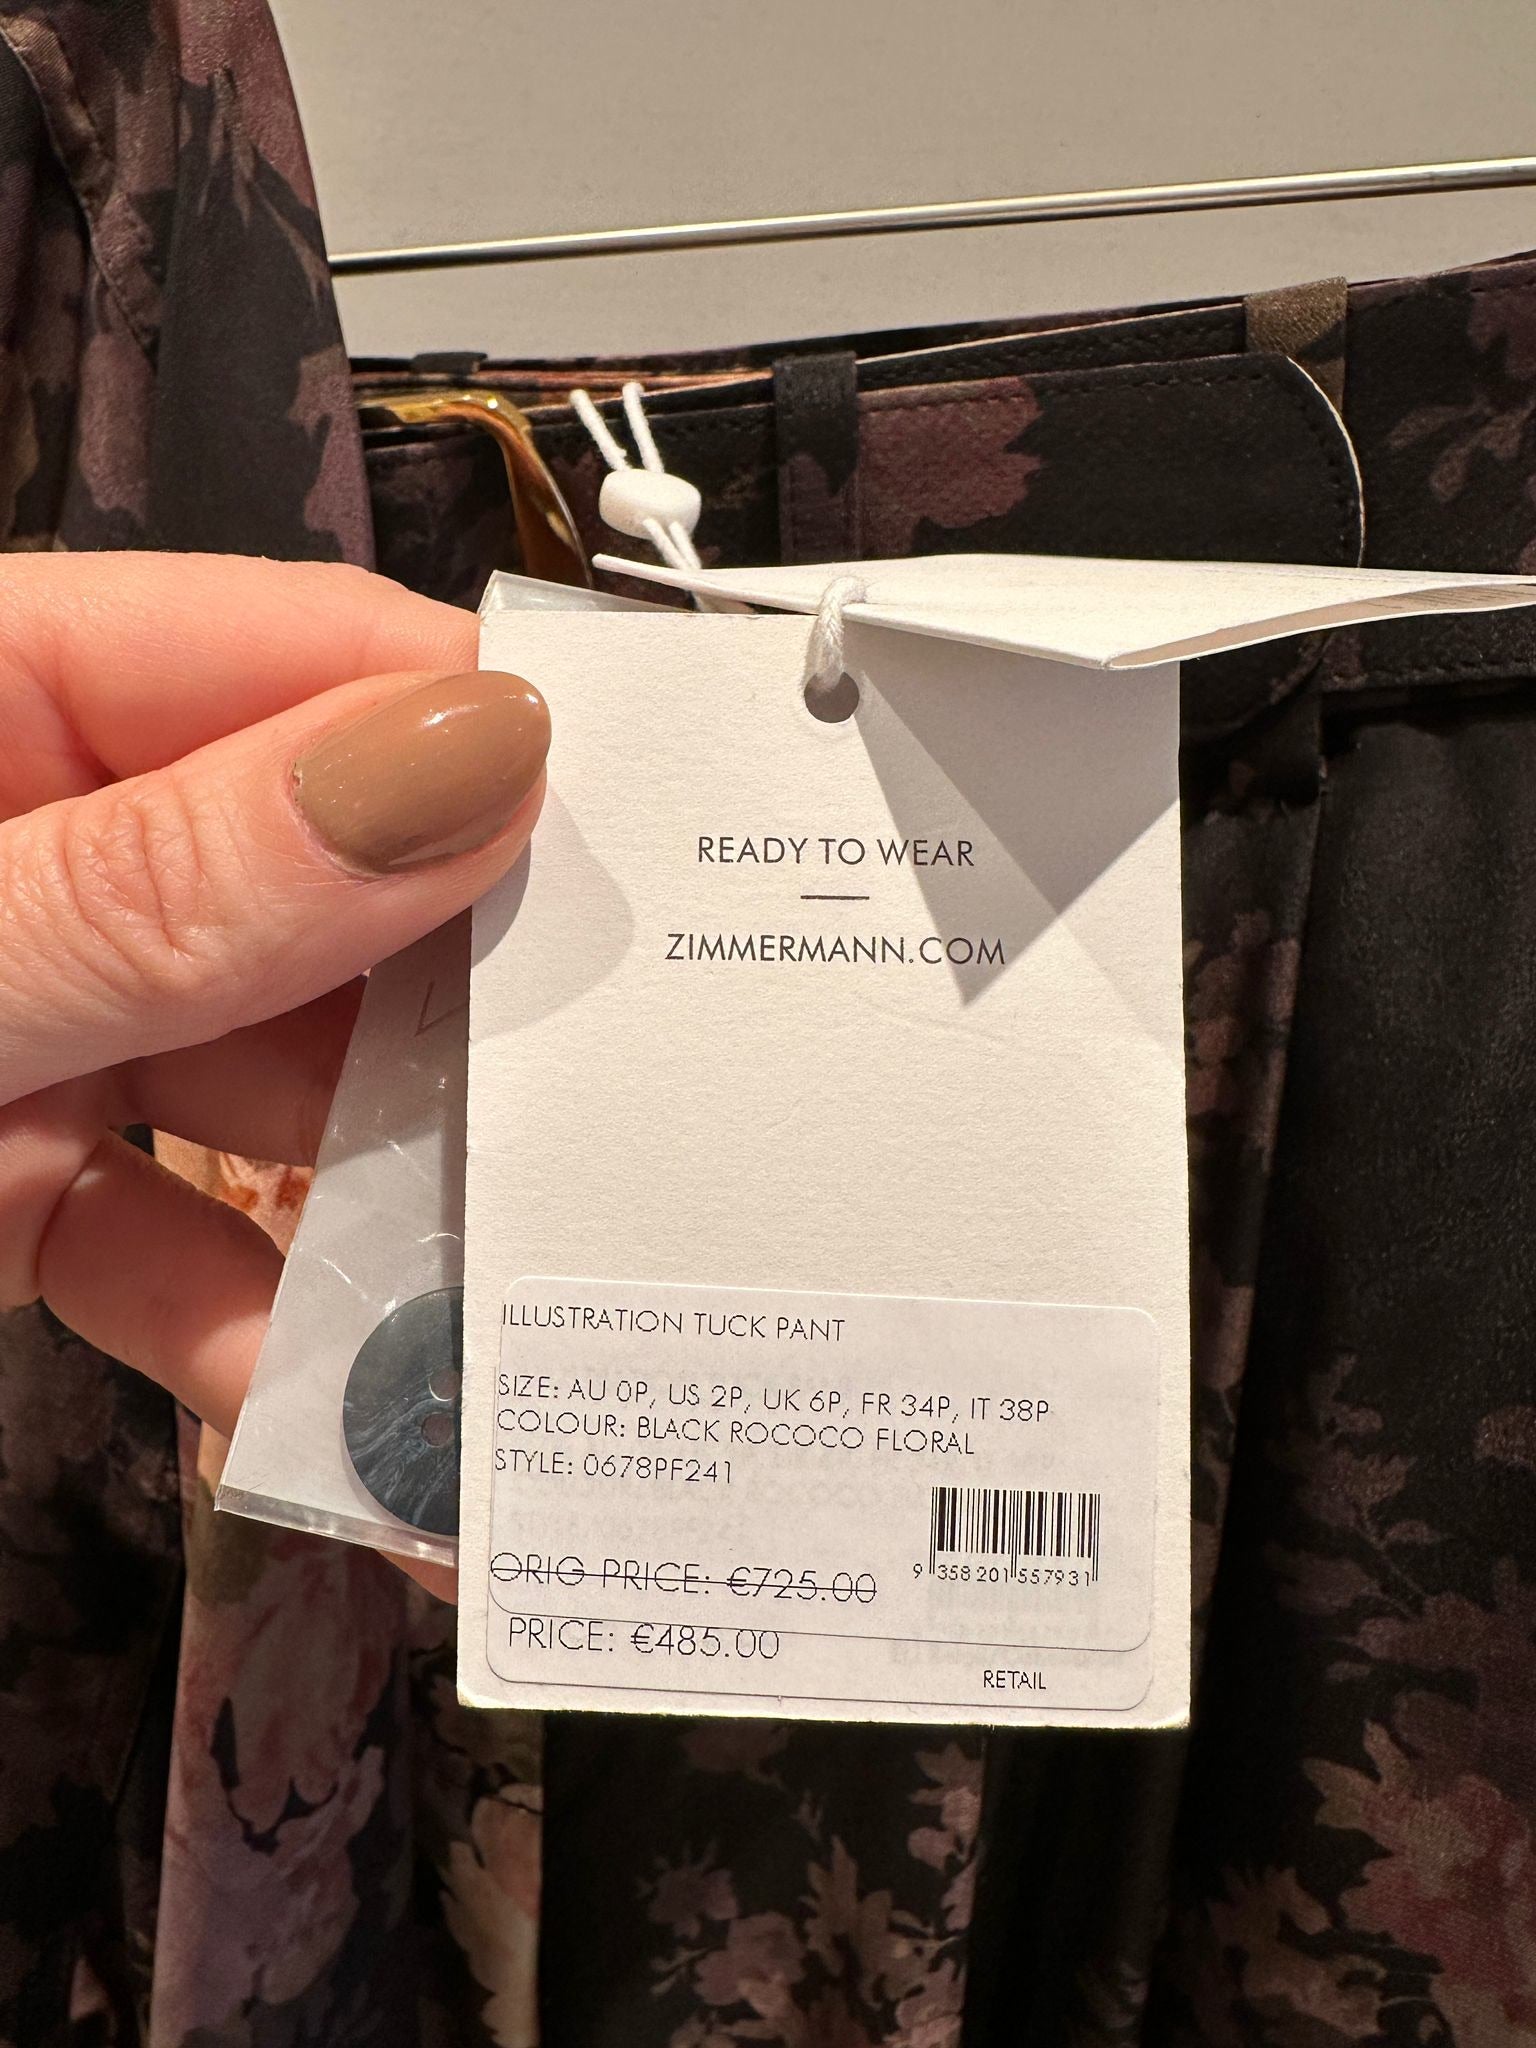 READY TO WEAR
ZIMMERMANN.COM
ILLUSTRATION TUCK PANT
SIZE: AU 0P, US 2P, UK 6P, FR 34P, IT 38P
COLOUR: BLACK ROCOCO FLORAL
STYLE: 0678PF241
9 358201 557931
ORIG PRICE: €725.00
PRICE: €485.00
RETAIL